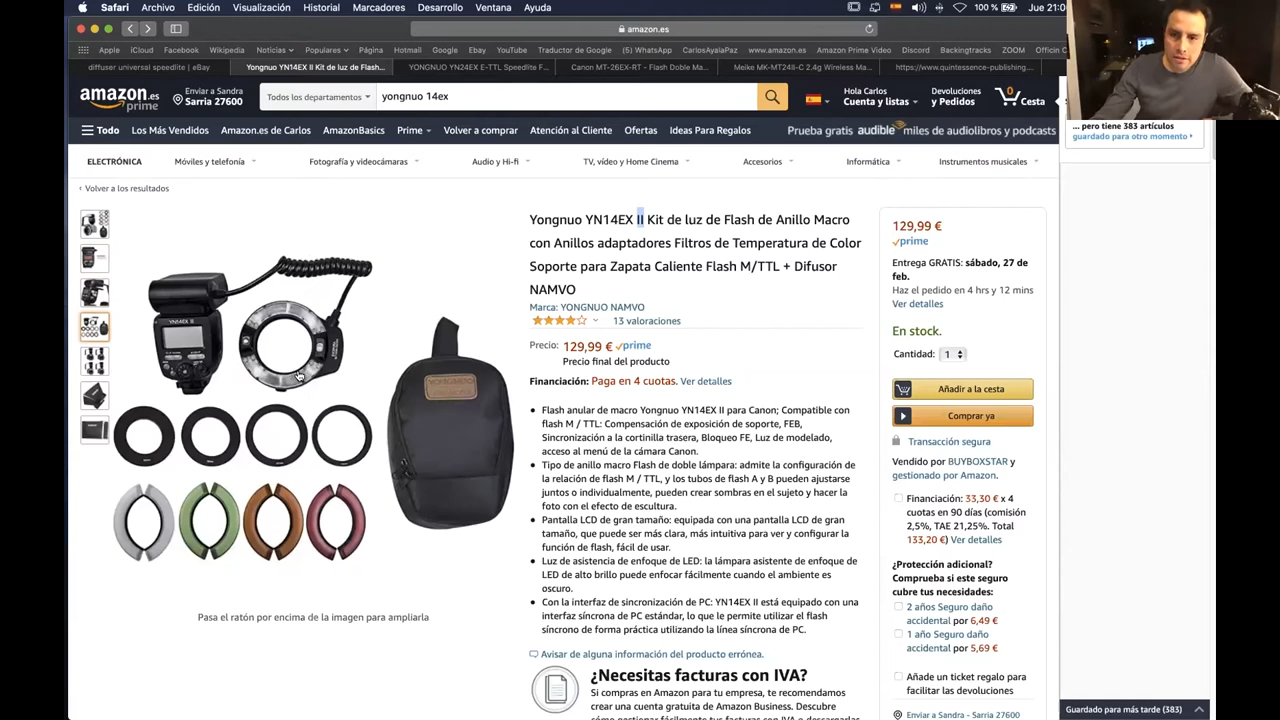 Safari Archivo Edición Visualización Historial Marcadores Desarrollo Ventana Ayuda 100 %
amazon.es
Apple iCloud Facebook Wikipedia Noticias Populares Página Hotmail Google Ebay YouTube Traductor de Google (5) WhatsApp CarlosAyalaPaz www.amazon.es Amazon Prime Video Discord Backingtracks ZOOM
diffuser universal speedlite | eBay
Yongnuo YN14EX II Kit de luz de Flash...
YONGNUO YN24EX E-TTL Speedlite F...
Canon MT-26EX-RT - Flash Doble Ma...
Meike MK-MT24II-C 2.4g Wireless Ma...
https://www.quintessence-publishing....
amazon.es
prime
Enviar a Sandra
Sarria 27600
Todos los departamentos
yongnuo 14ex
Hola Carlos
Cuenta y listas
Devoluciones
y Pedidos
0
Cesta
Todo Los Más Vendidos Amazon.es de Carlos AmazonBasics Prime Volver a comprar Atención al Cliente Ofertas Ideas Para Regalos
Prueba gratis audible miles de audiolibros y podcasts
... pero tiene 383 artículos
guardado para otro momento
ELECTRÓNICA Móviles y telefonía Fotografía y videocámaras Audio y Hi-fi TV, vídeo y Home Cinema Accesorios Informática Instrumentos musicales
‹ Volver a los resultados
Yongnuo YN14EX II Kit de luz de Flash de Anillo Macro
con Anillos adaptadores Filtros de Temperatura de Color
Soporte para Zapata Caliente Flash M/TTL + Difusor
NAMVO
Marca: YONGNUO NAMVO
13 valoraciones
Precio: 129,99 € prime
Precio final del producto
Financiación: Paga en 4 cuotas. Ver detalles
Flash anular de macro Yongnuo YN14EX II para Canon; Compatible con
flash M / TTL: Compensación de exposición de soporte, FEB,
Sincronización a la cortinilla trasera, Bloqueo FE, Luz de modelado,
acceso al menú de la cámara Canon.
Tipo de anillo macro Flash de doble lámpara: admite la configuración de
la relación de flash M / TTL, y los tubos de flash A y B pueden ajustarse
juntos o individualmente, pueden crear sombras en el sujeto y hacer la
foto con el efecto de escultura.
Pantalla LCD de gran tamaño: equipada con una pantalla LCD de gran
tamaño, que puede ser más clara, más intuitiva para ver y configurar la
función de flash, fácil de usar.
Luz de asistencia de enfoque de LED: la lámpara asistente de enfoque de
LED de alto brillo puede enfocar fácilmente cuando el ambiente es
oscuro.
Con la interfaz de sincronización de PC: YN14EX II está equipado con una
interfaz síncrona de PC estándar, lo que le permite utilizar el flash
síncrono de forma práctica utilizando la línea síncrona de PC.
Avisar de alguna información del producto errónea.
¿Necesitas facturas con IVA?
Si compras en Amazon para tu empresa, te recomendamos
crear una cuenta gratuita de Amazon Business. Descubre
Pasa el ratón por encima de la imagen para ampliarla
129,99 €
prime
Entrega GRATIS: sábado, 27 de
feb.
Haz el pedido en 4 hrs y 12 mins
Ver detalles
En stock.
Cantidad: 1
Añadir a la cesta
Comprar ya
Transacción segura
Vendido por BUYBOXSTAR y
gestionado por Amazon.
Financiación: 33,30 € x 4
cuotas en 90 días (comisión
2,5%, TAE 21,25%. Total
133,20 €) Ver detalles
¿Protección adicional?
Comprueba si este seguro
cubre tus necesidades:
2 años Seguro daño
accidental por 6,49 €
1 año Seguro daño
accidental por 5,69 €
Añade un ticket regalo para
facilitar las devoluciones
Enviar a Sandra - Sarria 27600
Guardado para más tarde (383)